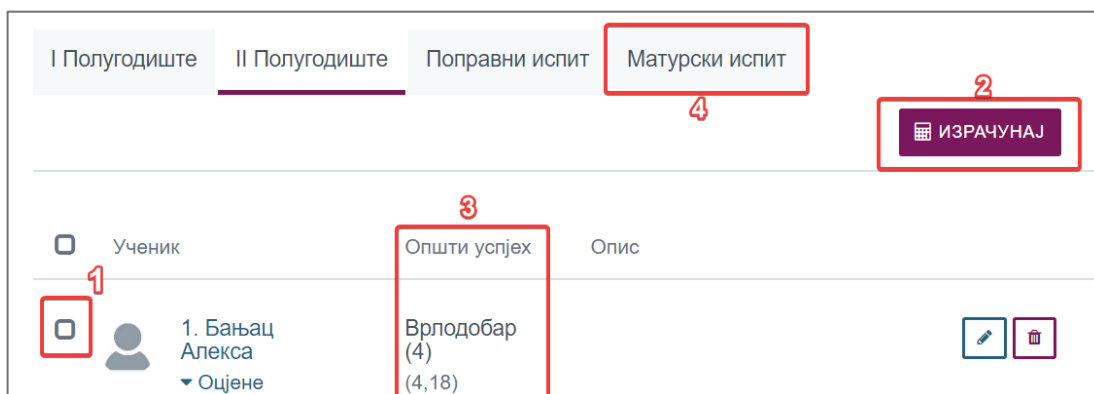 I Полугодиште II Полугодиште Поправни испит Матурски испит
4
2
ИЗРАЧУНАЈ
3
Ученик Општи успјех Опис
1
1. Бањац Врлодобар
Алекса (4)
Оцјене (4,18)